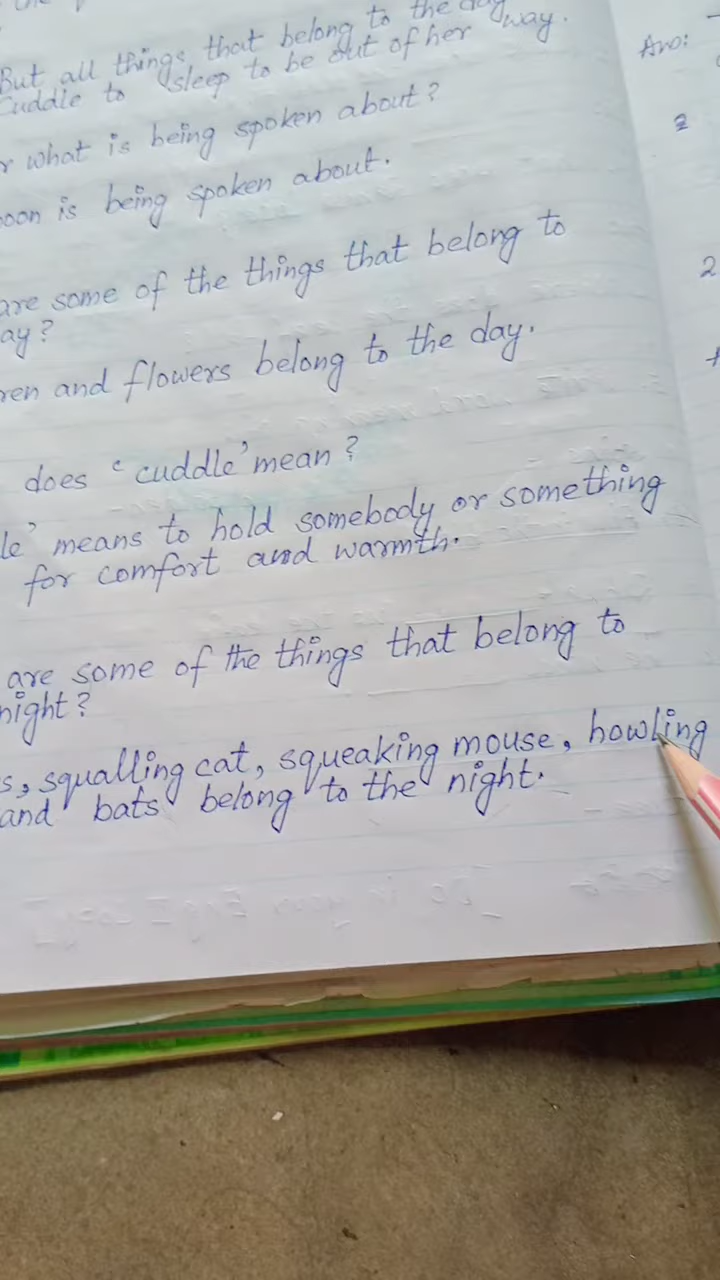 But all things, that belong to the day
Cuddle to sleep to be out of her way.
what is being spoken about?
oon is being spoken about.
are some of the things that belong to
ay?
ren and flowers belong to the day.
does 'cuddle' mean?
le' means to hold somebody or something
for comfort and warmth.
are some of the things that belong to
night?
s, squalling cat, squeaking mouse, howling
and bats belong to the night.
Ans:
2
2